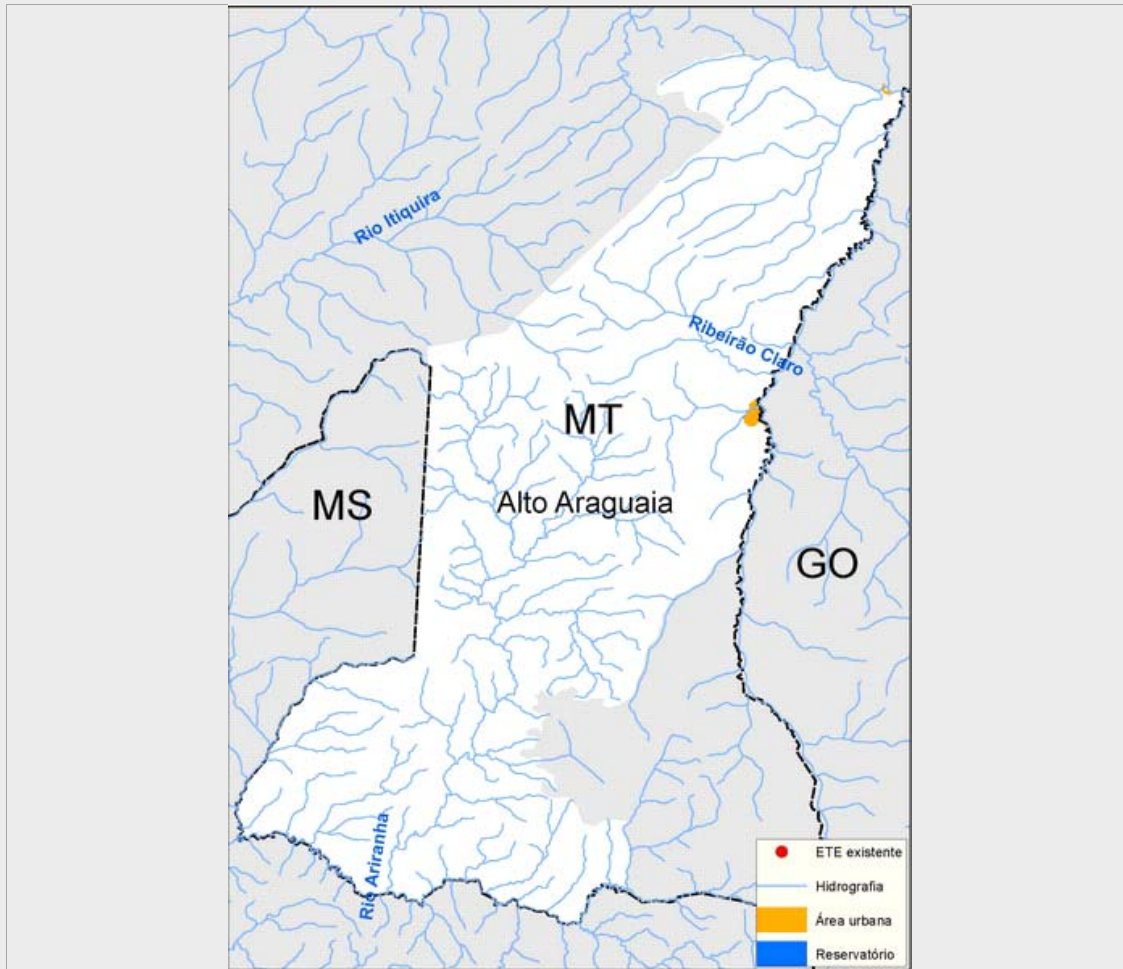 Rio Itiquira
Ribeirão Claro
MT
MS
Alto Araguaia
GO
Rio Ariranha
ETE existente
Hidrografia
Área urbana
Reservatório